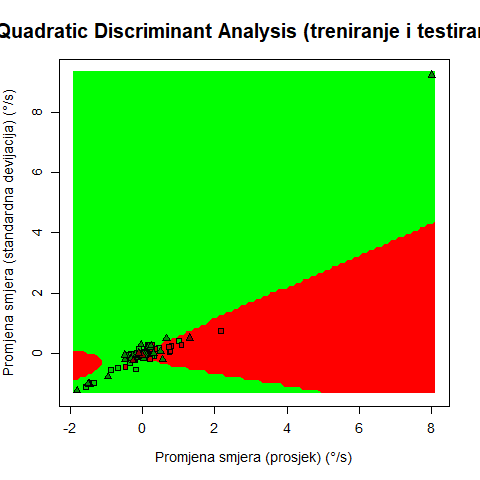 Quadratic Discriminant Analysis (treniranje i testiran
Promjena smjera (standardna devijacija) (°/s)
8
6
4
2
0
-2 0 2 4 6 8
Promjena smjera (prosjek) (°/s)